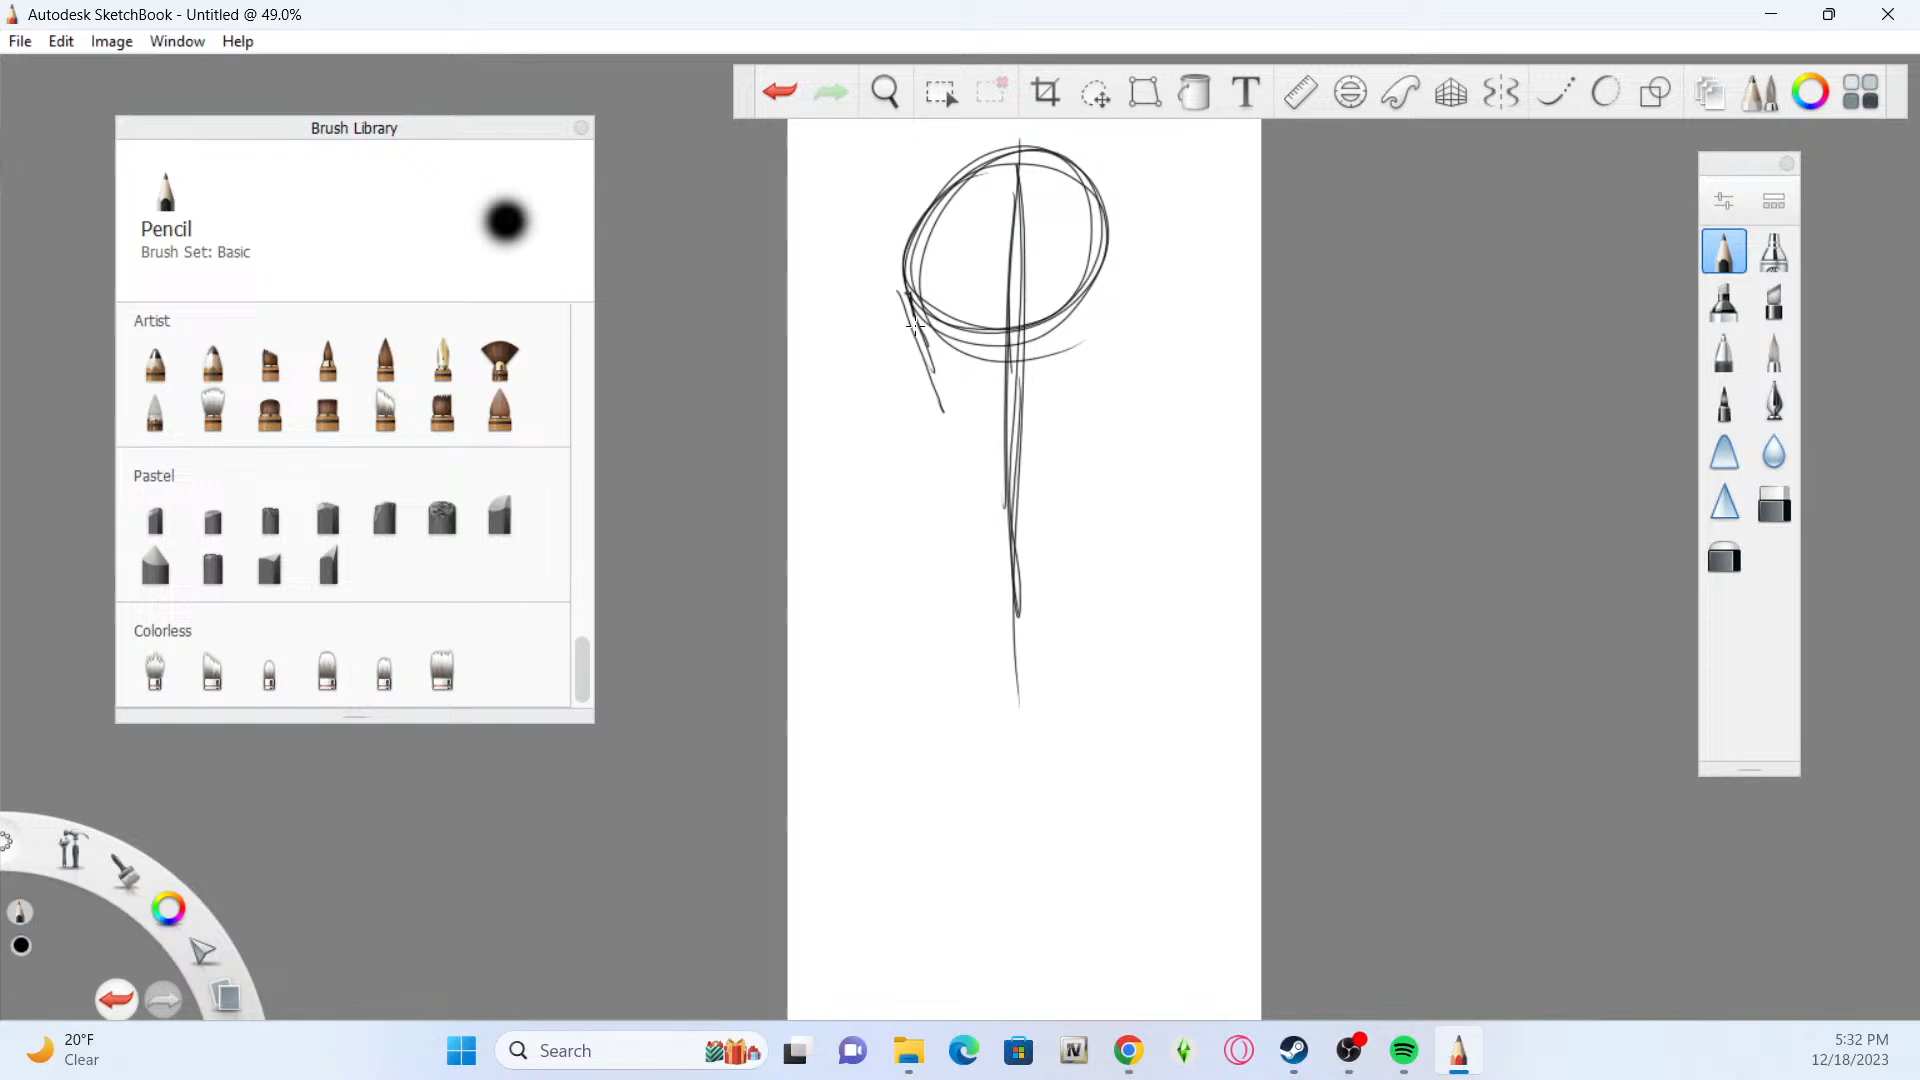 Autodesk SketchBook - Untitled @ 49.0%
File Edit Image Window Help
T
Brush Library
Pencil
Brush Set: Basic
Artist
Pastel
Colorless
20°F
Clear
Search
5:32 PM
12/18/2023